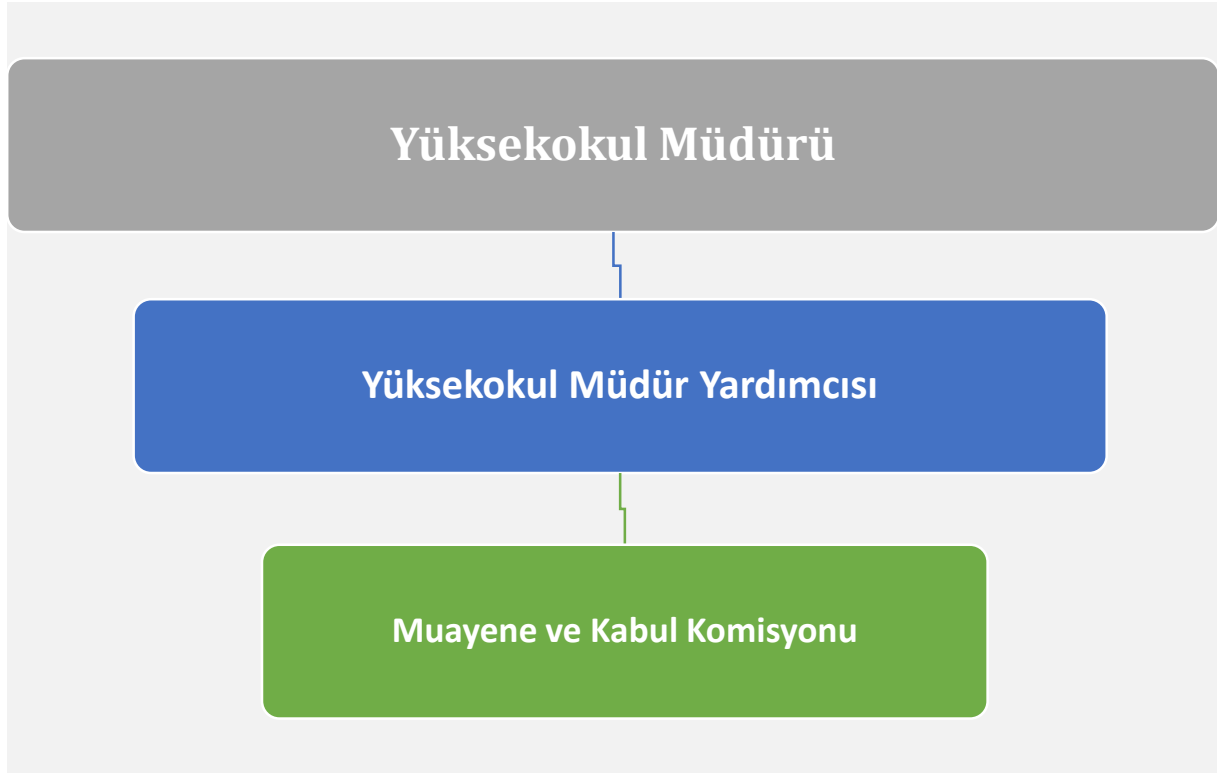 Yüksekokul Müdürü
Yüksekokul Müdür Yardımcısı
Muayene ve Kabul Komisyonu